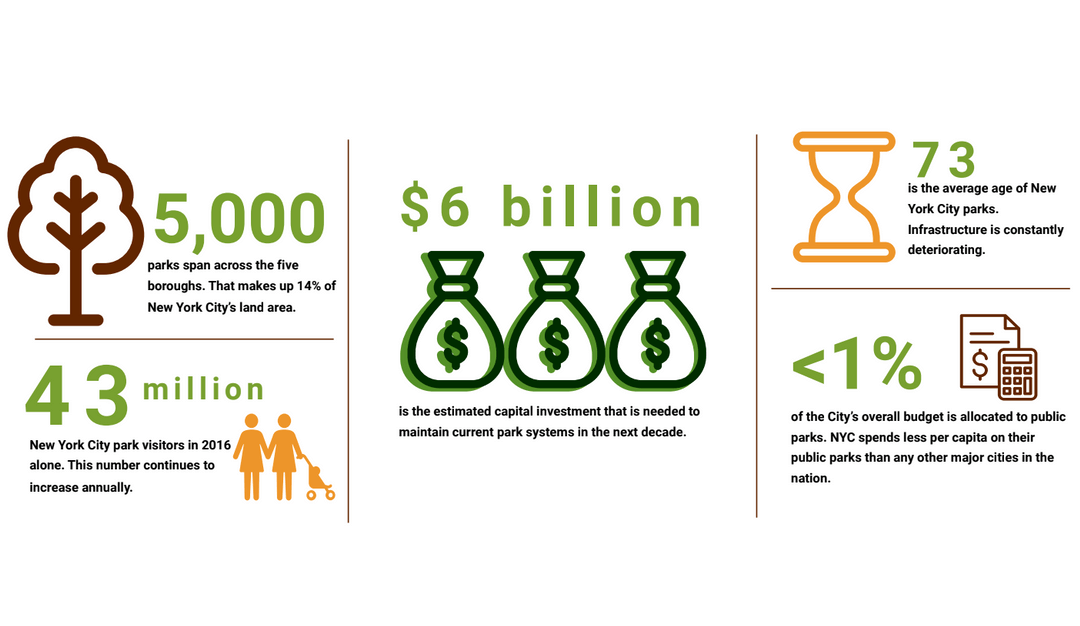 5,000
parks span across the five
boroughs. That makes up 14% of
New York City's land area.
43 million
New York City park visitors in 2016
alone. This number continues to
increase annually.
$6 billion
$ $ $
is the estimated capital investment that is needed to
maintain current park systems in the next decade.
73
is the average age of New
York City parks.
Infrastructure is constantly
deteriorating.
<1%
$
of the City's overall budget is allocated to public
parks. NYC spends less per capita on their
public parks than any other major cities in the
nation.